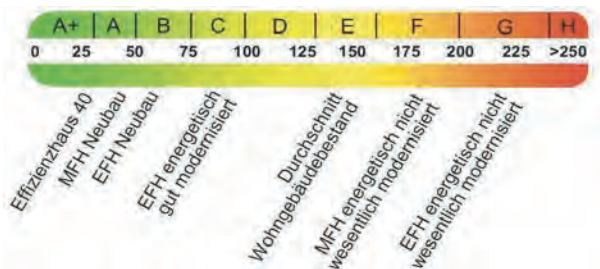 A+ A B C D E F G H
0 25 50 75 100 125 150 175 200 225 >250
Effizienzhaus 40
MFH Neubau
EFH Neubau
EFH energetisch
gut modernisiert
Durchschnitt
Wohngebäudebestand
MFH energetisch nicht
wesentlich modernisiert
EFH energetisch nicht
wesentlich modernisiert